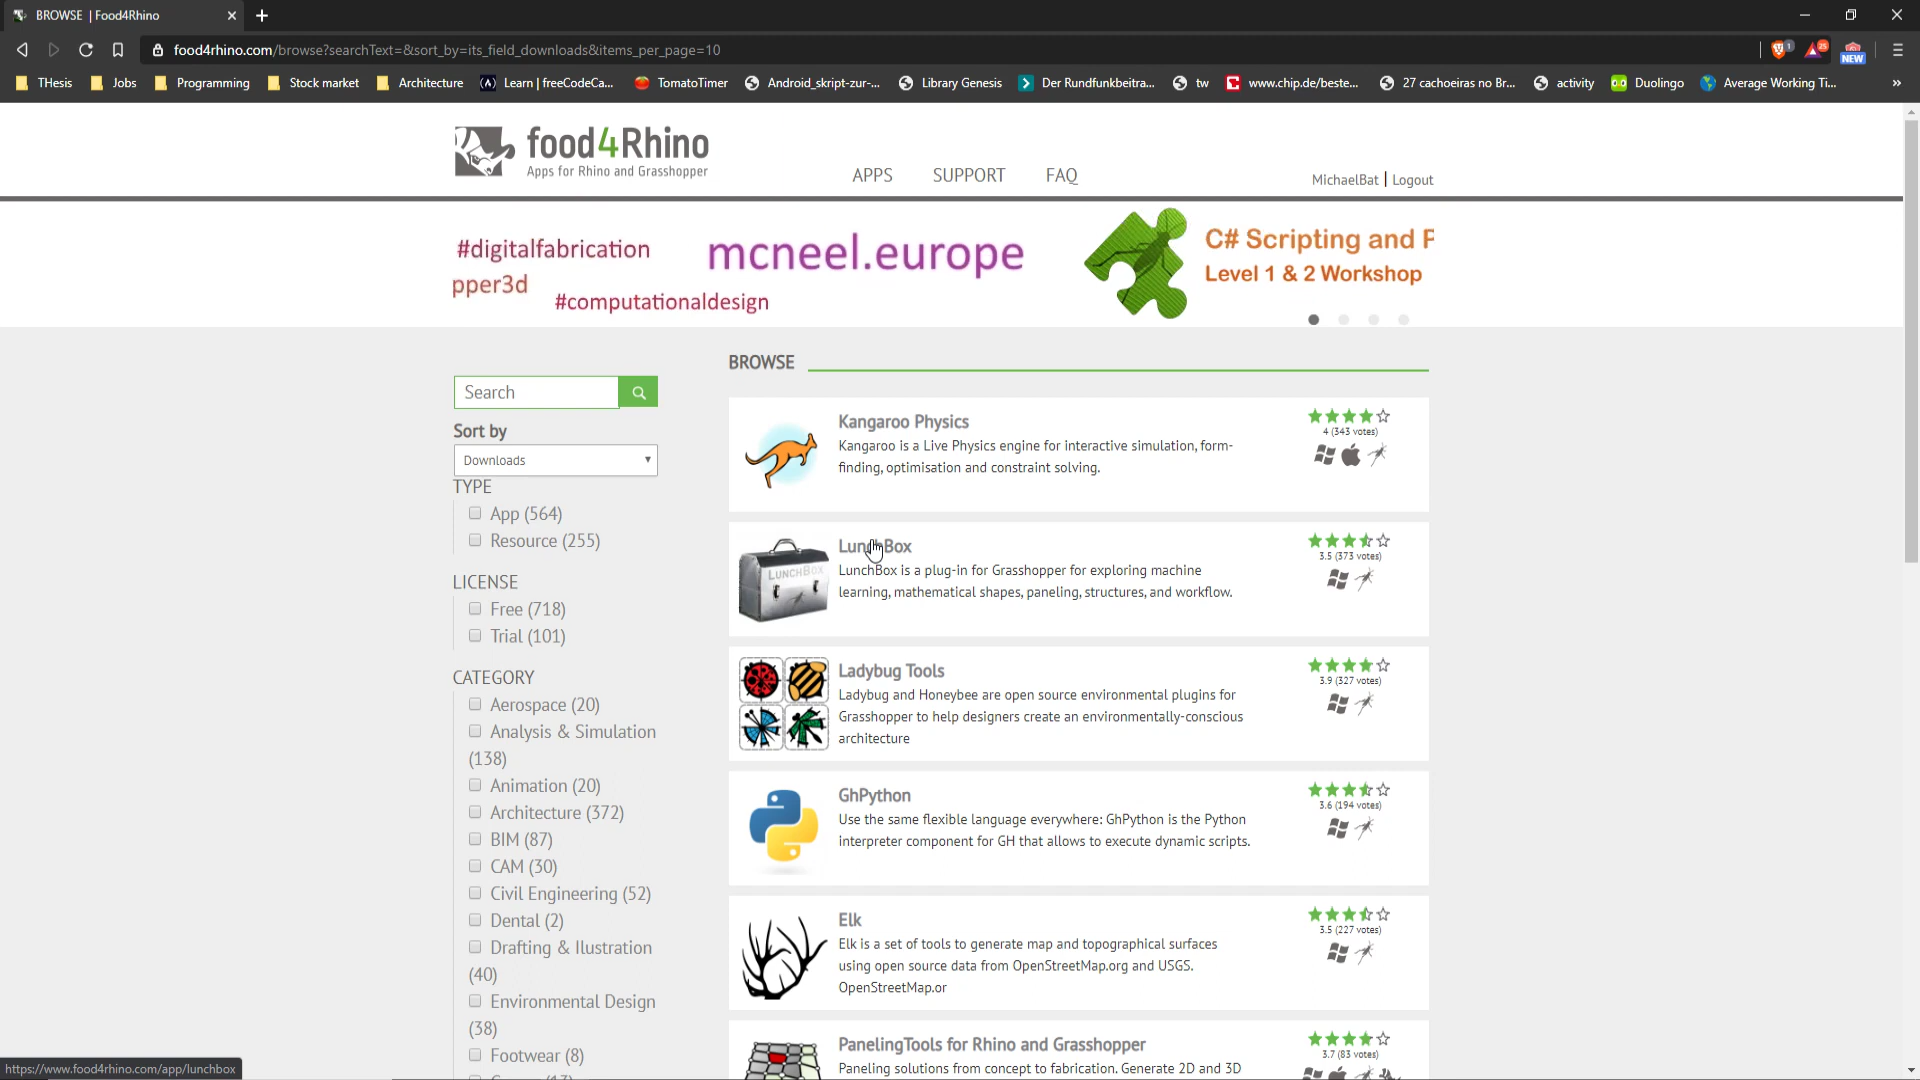 BROWSE | Food4Rhino
food4rhino.com/browse?searchText=&sort_by=its_field_downloads&items_per_page=10
1
25
NEW
THesis
Jobs
Programming
Stock market
Architecture
Learn | freeCodeCa...
TomatoTimer
Android_skript-zur-...
Library Genesis
Der Rundfunkbeitra...
tw
www.chip.de/beste...
27 cachoeiras no Br...
activity
Duolingo
Average Working Ti...
food4Rhino
Apps for Rhino and Grasshopper
APPS
SUPPORT
FAQ
MichaelBat | Logout
#digitalfabrication
pper3d
#computationaldesign
mcneel.europe
C# Scripting and P
Level 1 & 2 Workshop
Search
Sort by
Downloads
TYPE
App (564)
Resource (255)
LICENSE
Free (718)
Trial (101)
CATEGORY
Aerospace (20)
Analysis & Simulation
(138)
Animation (20)
Architecture (372)
BIM (87)
CAM (30)
Civil Engineering (52)
Dental (2)
Drafting & Ilustration
(40)
Environmental Design
(38)
Footwear (8)
BROWSE
Kangaroo Physics
Kangaroo is a Live Physics engine for interactive simulation, form-
finding, optimisation and constraint solving.
4 (343 votes)
LUNCHBOX
LunchBox
LunchBox is a plug-in for Grasshopper for exploring machine
learning, mathematical shapes, paneling, structures, and workflow.
3.5 (373 votes)
Ladybug Tools
Ladybug and Honeybee are open source environmental plugins for
Grasshopper to help designers create an environmentally-conscious
architecture
3.9 (327 votes)
GhPython
Use the same flexible language everywhere: GhPython is the Python
interpreter component for GH that allows to execute dynamic scripts.
3.6 (194 votes)
Elk
Elk is a set of tools to generate map and topographical surfaces
using open source data from OpenStreetMap.org and USGS.
OpenStreetMap.or
3.5 (227 votes)
PanelingTools for Rhino and Grasshopper
Paneling solutions from concept to fabrication. Generate 2D and 3D
3.7 (83 votes)
https://www.food4rhino.com/app/lunchbox